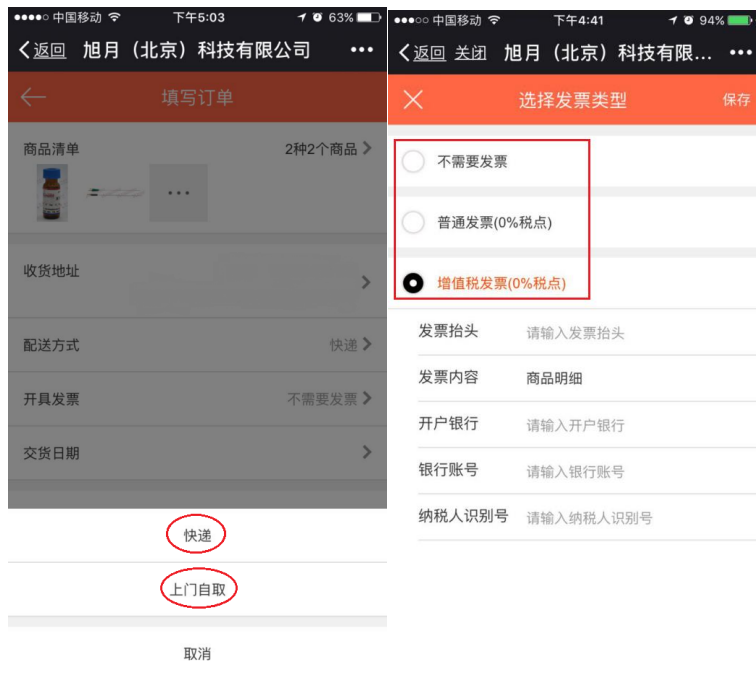 中国移动 下午5:03 63%
返回 旭月（北京）科技有限公司 •••
填写订单
商品清单 2种2个商品
•••
收货地址
配送方式 快递
开具发票 不需要发票
交货日期
快递
上门自取
取消
中国移动 下午4:41 94%
返回 关闭 旭月（北京）科技有限... •••
选择发票类型 保存
不需要发票
普通发票(0%税点)
增值税发票(0%税点)
发票抬头 请输入发票抬头
发票内容 商品明细
开户银行 请输入开户银行
银行账号 请输入银行账号
纳税人识别号 请输入纳税人识别号